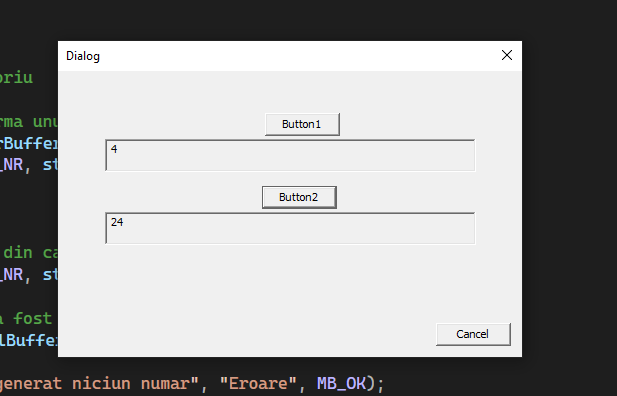 Dialog
oriu
Button1
rma unu
rBuffer
4
_NR, st
Button2
24
din ca
_NR, st
fost
lBuffe
Cancel
generat niciun numar", "Eroare", MB_OK);